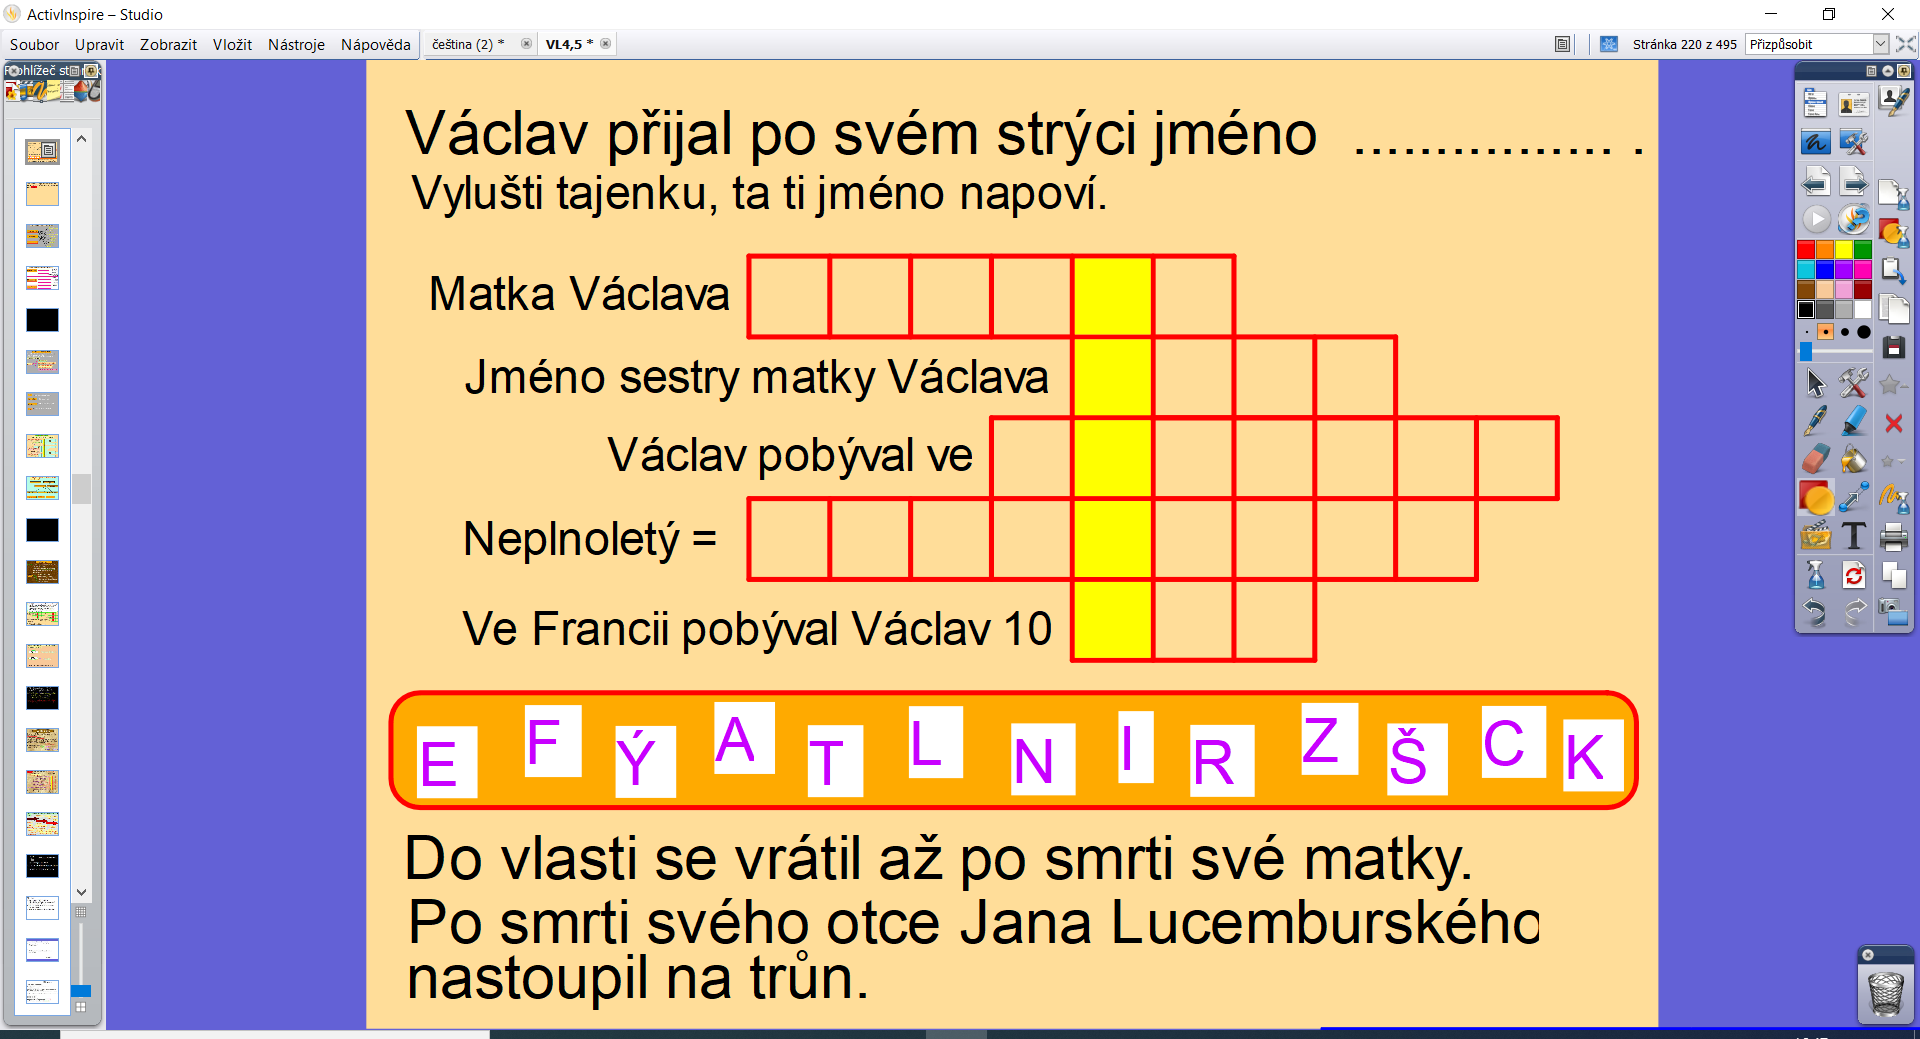 ActivInspire – Studio
Soubor Upravit Zobrazit Vložit Nástroje Nápověda čeština (2) * VL4,5 * Stránka 220 z 495 Přizpůsobit
Václav přijal po svém strýci jméno ................ .
Vylušti tajenku, ta ti jméno napoví.
Matka Václava
Jméno sestry matky Václava
Václav pobýval ve
Neplnoletý =
Ve Francii pobýval Václav 10
E F Ý A T L N I R Z Š C K
Do vlasti se vrátil až po smrti své matky.
Po smrti svého otce Jana Lucemburského
nastoupil na trůn.